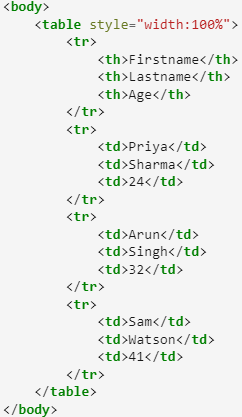 <body>
    <table style="width:100%">
        <tr>
            <th>Firstname</th>
            <th>Lastname</th>
            <th>Age</th>
        </tr>
        <tr>
            <td>Priya</td>
            <td>Sharma</td>
            <td>24</td>
        </tr>
        <tr>
            <td>Arun</td>
            <td>Singh</td>
            <td>32</td>
        </tr>
        <tr>
            <td>Sam</td>
            <td>Watson</td>
            <td>41</td>
        </tr>
    </table>
</body>